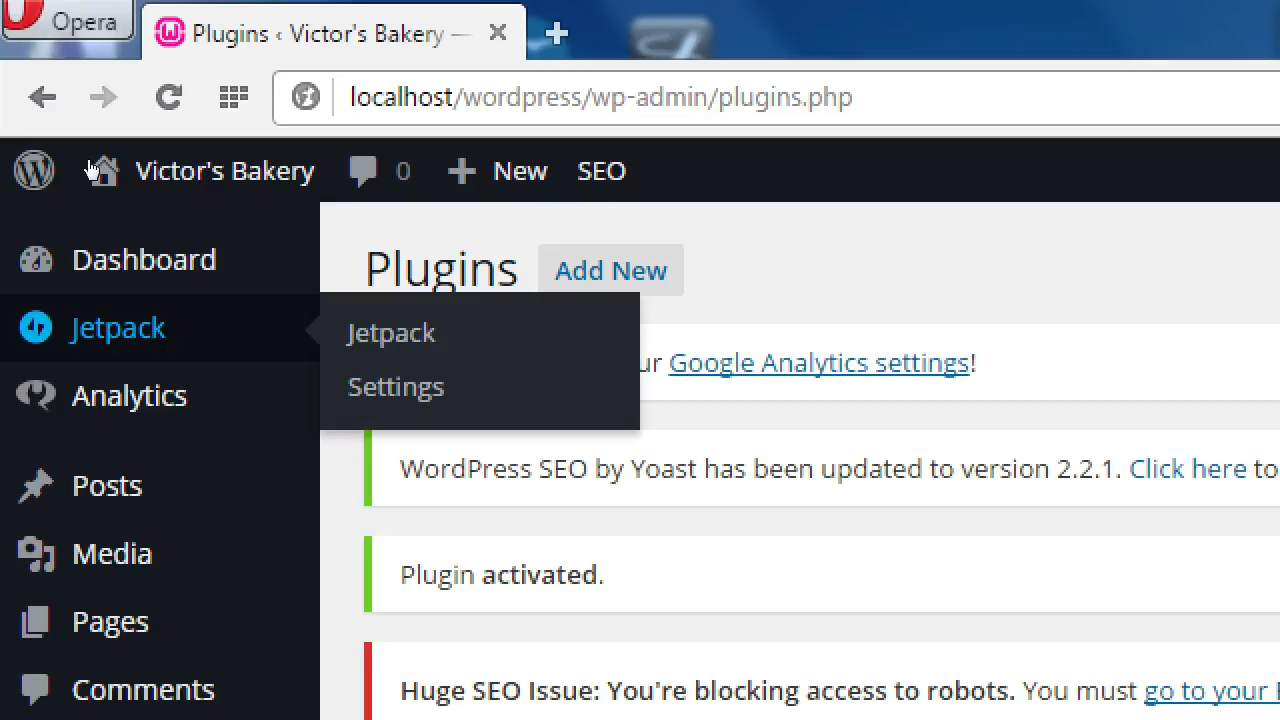 Opera
Plugins ‹ Victor's Bakery —
localhost/wordpress/wp-admin/plugins.php
Victor's Bakery 0 New SEO
Dashboard
Plugins Add New
Jetpack
Jetpack
Settings
ur Google Analytics settings!
Analytics
WordPress SEO by Yoast has been updated to version 2.2.1. Click here to
Posts
Media
Plugin activated.
Pages
Comments
Huge SEO Issue: You're blocking access to robots. You must go to your